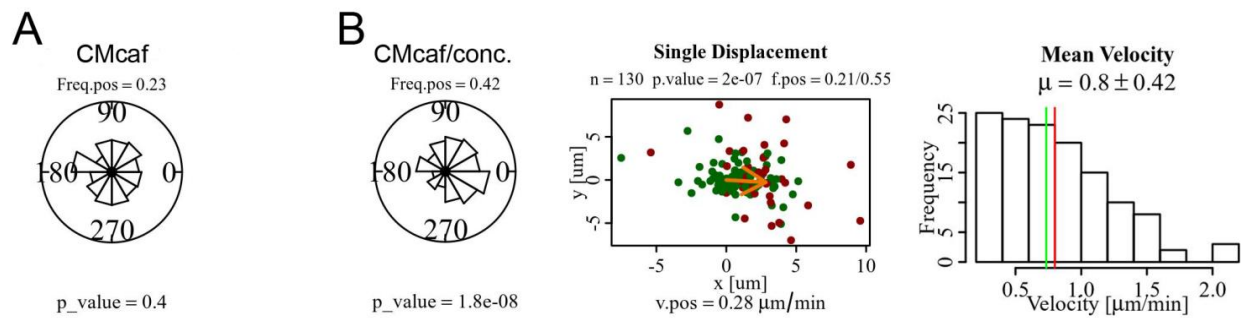 A
CMcaf
Freq.pos = 0.23
90
180
0
270
p_value = 0.4
B
CMcaf/conc.
Freq.pos = 0.42
90
180
0
270
p_value = 1.8e-08
Single Displacement
n = 130 p.value = 2e-07 f.pos = 0.21/0.55
y [um]
5
0
-5
-5
0
5
10
x [um]
v.pos = 0.28 μm/min
Mean Velocity
μ = 0.8 ± 0.42
Frequency
25
15
5
0
0.5
1.0
1.5
2.0
Velocity [μm/min]